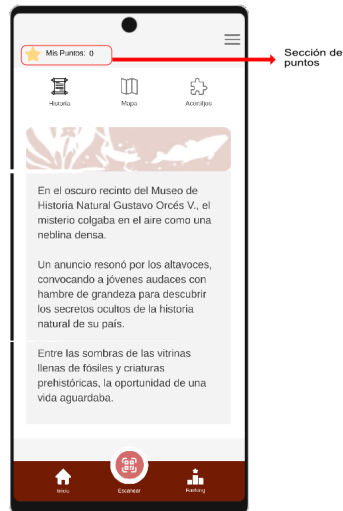 Mis Puntos: 0
Sección de
puntos
Historia
Mapa
Acertijos
En el oscuro recinto del Museo de
Historia Natural Gustavo Orcés V., el
misterio colgaba en el aire como una
neblina densa.
Un anuncio resonó por los altavoces,
convocando a jóvenes audaces con
hambre de grandeza para descubrir
los secretos ocultos de la historia
natural de su país.
Entre las sombras de las vitrinas
llenas de fósiles y criaturas
prehistóricas, la oportunidad de una
vida aguardaba.
Inicio
Escanear
Ranking